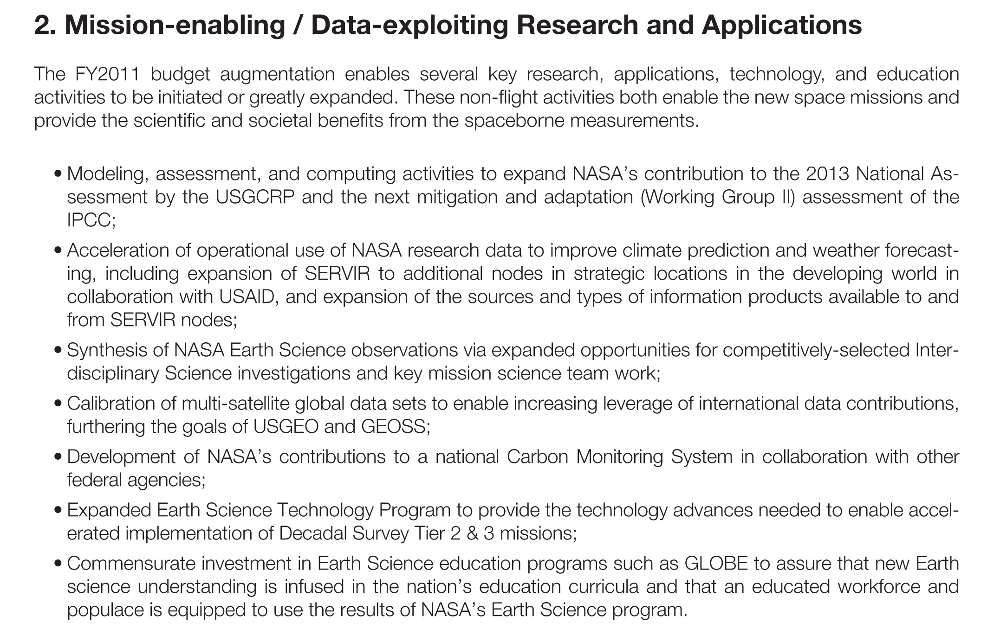 2. Mission-enabling / Data-exploiting Research and Applications
The FY2011 budget augmentation enables several key research, applications, technology, and education
activities to be initiated or greatly expanded. These non-flight activities both enable the new space missions and
provide the scientific and societal benefits from the spaceborne measurements.
• Modeling, assessment, and computing activities to expand NASA’s contribution to the 2013 National As-
sessment by the USGCRP and the next mitigation and adaptation (Working Group II) assessment of the
IPCC;
• Acceleration of operational use of NASA research data to improve climate prediction and weather forecast-
ing, including expansion of SERVIR to additional nodes in strategic locations in the developing world in
collaboration with USAID, and expansion of the sources and types of information products available to and
from SERVIR nodes;
• Synthesis of NASA Earth Science observations via expanded opportunities for competitively-selected Inter-
disciplinary Science investigations and key mission science team work;
• Calibration of multi-satellite global data sets to enable increasing leverage of international data contributions,
furthering the goals of USGEO and GEOSS;
• Development of NASA’s contributions to a national Carbon Monitoring System in collaboration with other
federal agencies;
• Expanded Earth Science Technology Program to provide the technology advances needed to enable accel-
erated implementation of Decadal Survey Tier 2 & 3 missions;
• Commensurate investment in Earth Science education programs such as GLOBE to assure that new Earth
science understanding is infused in the nation’s education curricula and that an educated workforce and
populace is equipped to use the results of NASA’s Earth Science program.